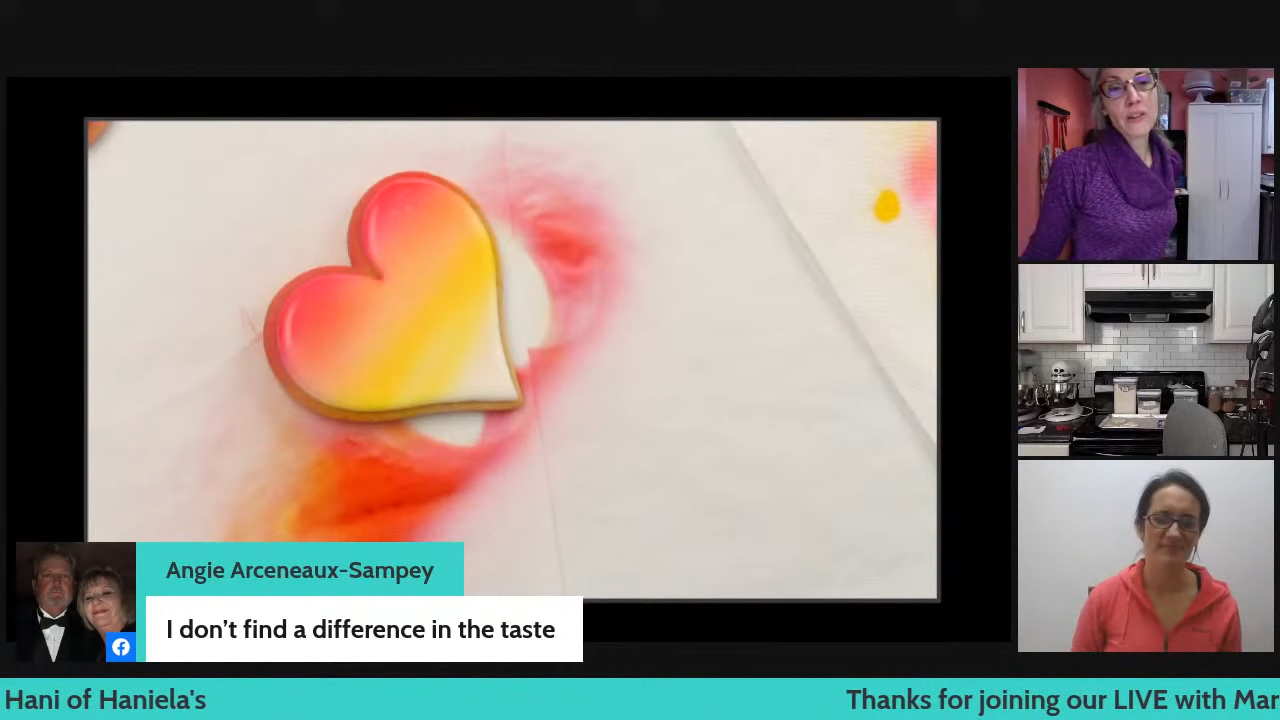 Angie Arceneaux-Sampey
I don't find a difference in the taste
Hani of Haniela's
Thanks for joining our LIVE with Mar